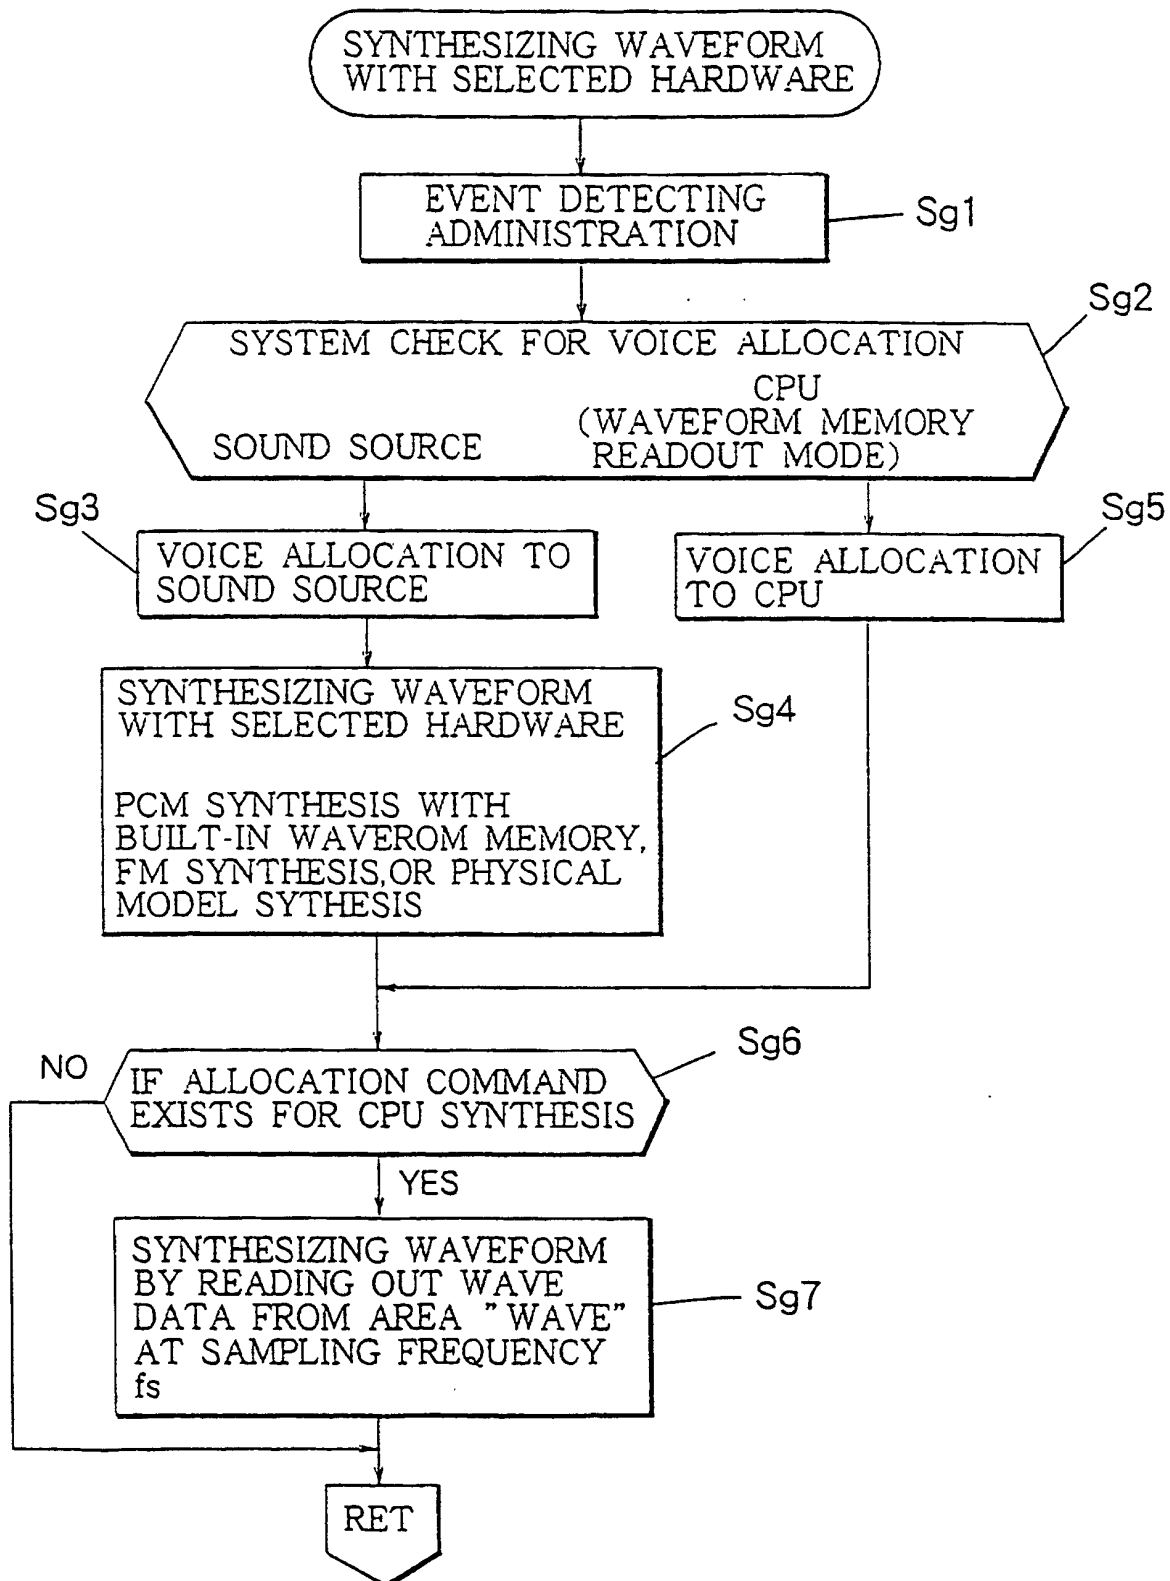 SYNTHESIZING WAVEFORM
WITH SELECTED HARDWARE
EVENT DETECTING
ADMINISTRATION
Sg1
Sg2
SYSTEM CHECK FOR VOICE ALLOCATION
CPU
(WAVEFORM MEMORY
READOUT MODE)
SOUND SOURCE
Sg3
VOICE ALLOCATION TO
SOUND SOURCE
Sg5
VOICE ALLOCATION
TO CPU
SYNTHESIZING WAVEFORM
WITH SELECTED HARDWARE
PCM SYNTHESIS WITH
BUILT-IN WAVEROM MEMORY,
FM SYNTHESIS,OR PHYSICAL
MODEL SYTHESIS
Sg4
Sg6
NO
IF ALLOCATION COMMAND
EXISTS FOR CPU SYNTHESIS
YES
SYNTHESIZING WAVEFORM
BY READING OUT WAVE
DATA FROM AREA "WAVE"
AT SAMPLING FREQUENCY
fs
Sg7
RET